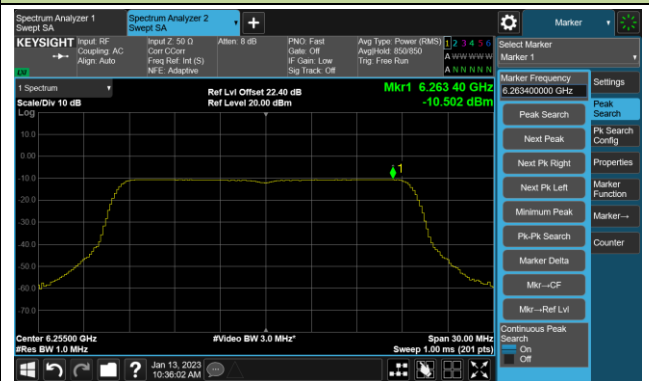 Spectrum Analyzer 1
Swept SA
Spectrum Analyzer 2
Swept SA
Marker
KEYSIGHT
Input: RF
Coupling: AC
Align: Auto
Input Z: 50 Ω
Corr CCorr
Freq Ref: Int (S)
NFE: Adaptive
Atten: 8 dB
PNO: Fast
Gate: Off
IF Gain: Low
Sig Track: Off
Avg Type: Power (RMS)
Avg|Hold: 850/850
Trig: Free Run
1 2 3 4 5 6
A W W W W W
A N N N N N
Select Marker
Marker 1
1 Spectrum
Scale/Div 10 dB
Log
Ref Lvl Offset 22.40 dB
Ref Level 20.00 dBm
Mkr1 6.263 40 GHz
-10.502 dBm
10.0
0.00
-10.0
-20.0
-30.0
-40.0
-50.0
-60.0
-70.0
1
Center 6.25500 GHz
#Res BW 1.0 MHz
#Video BW 3.0 MHz*
Span 30.00 MHz
Sweep 1.00 ms (201 pts)
Marker Frequency
6.263400000 GHz
Peak Search
Next Peak
Next Pk Right
Next Pk Left
Minimum Peak
Pk-Pk Search
Marker Delta
Mkr→CF
Mkr→Ref Lvl
Continuous Peak
Search
On
Off
Settings
Peak
Search
Pk Search
Config
Properties
Marker
Function
Marker→
Counter
Jan 13, 2023
10:36:02 AM